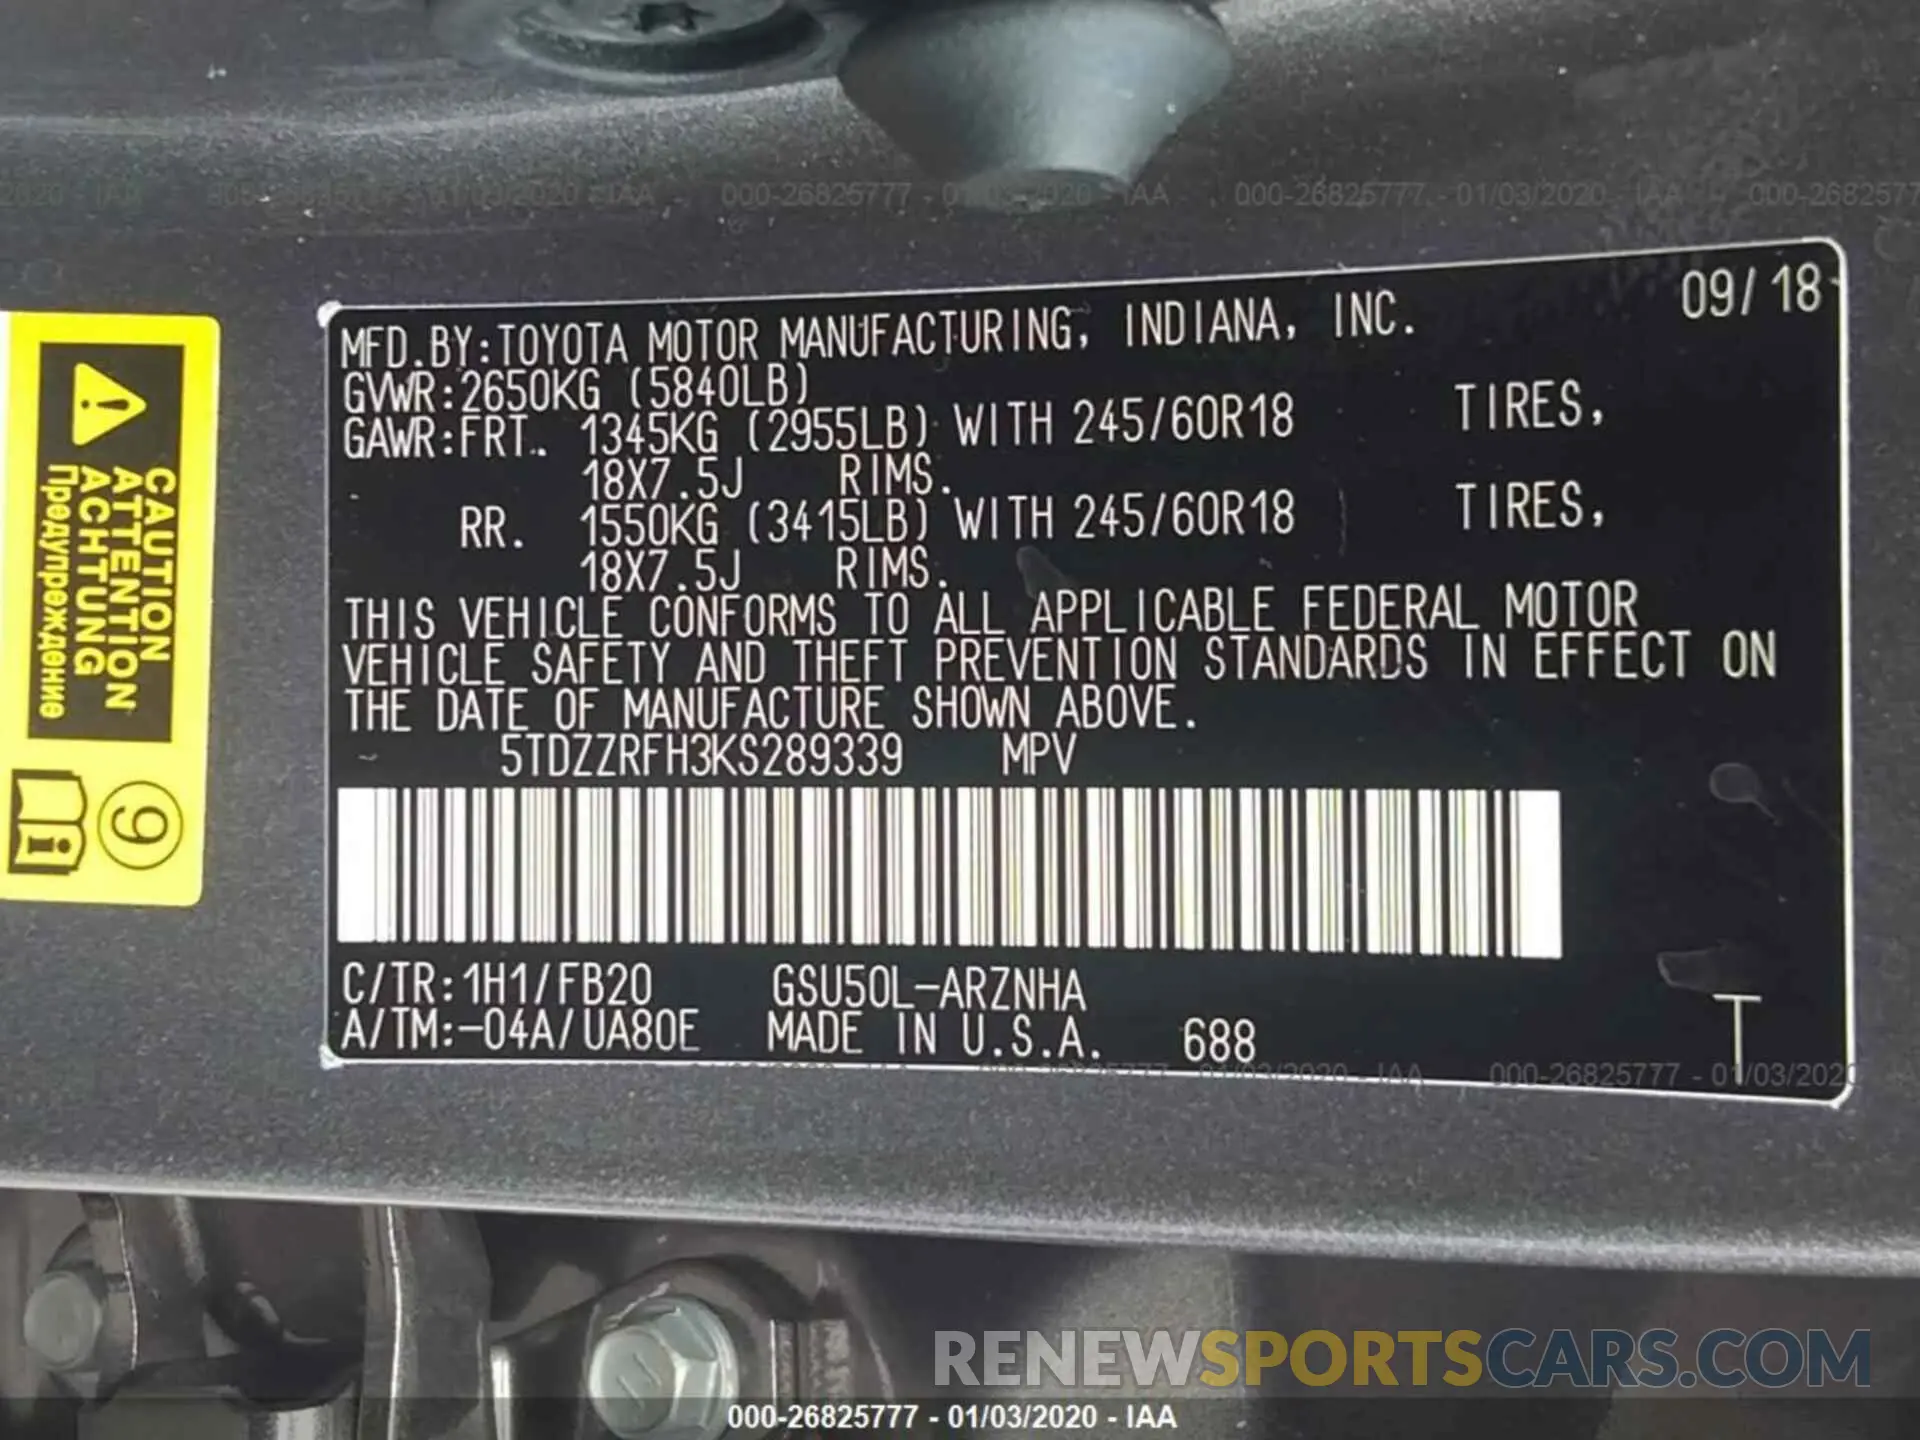 000-26825777 - 01/03/2020 - IAA
MFD.BY:TOYOTA MOTOR MANUFACTURING, INDIANA, INC. 09/18
GVWR:2650KG (5840LB)
GAWR:FRT. 1345KG (2955LB) WITH 245/60R18 TIRES,
18X7.5J RIMS.
RR. 1550KG (3415LB) WITH 245/60R18 TIRES,
18X7.5J RIMS.
THIS VEHICLE CONFORMS TO ALL APPLICABLE FEDERAL MOTOR
VEHICLE SAFETY AND THEFT PREVENTION STANDARDS IN EFFECT ON
THE DATE OF MANUFACTURE SHOWN ABOVE.
5TDZZRFH3KS289339 MPV
C/TR:1H1/FB20 GSU50L-ARZNHA
A/TM:-04A/UA80E MADE IN U.S.A. 688 T
CAUTION
ATTENTION
ACHTUNG
Предупреждение
9
RENEWSPORTSCARS.COM
000-26825777 - 01/03/2020 - IAA